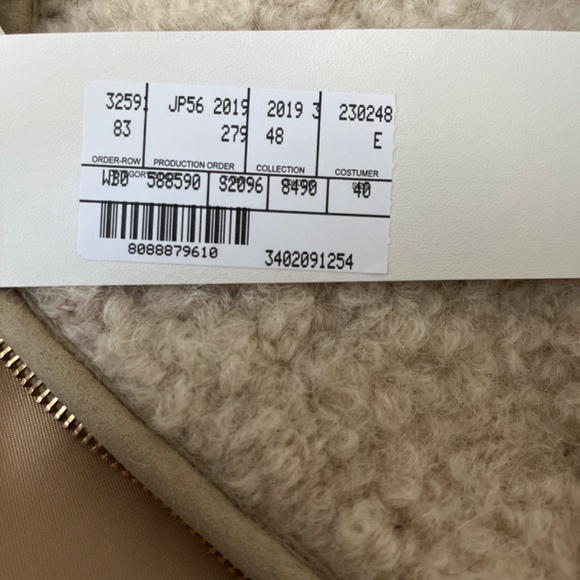 32591 JP56 2019 2019 3 230248
83 279 48 E
ORDER-ROW PRODUCTION ORDER COLLECTION COSTUMER
WB0 588590 S2096 8490 40
8088879610 3402091254